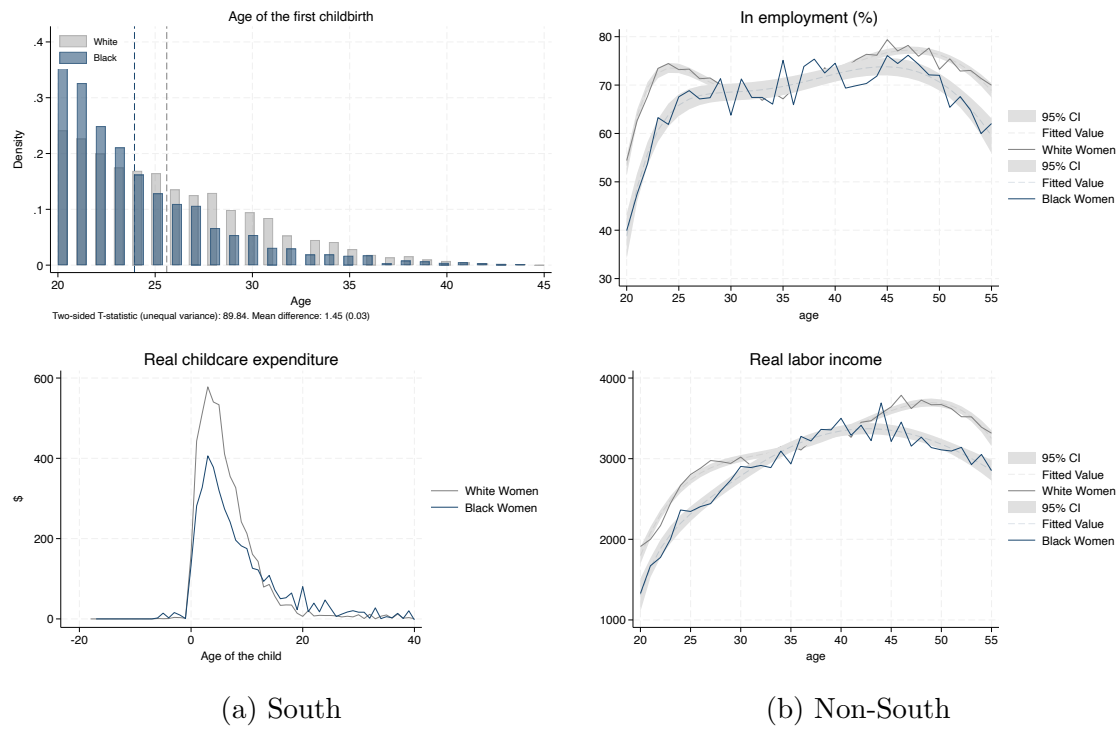 Age of the first childbirth
.4
.3
.2
.1
0
Density
White
Black
20 25 30 35 40 45
Age
Two-sided T-statistic (unequal variance): 89.84. Mean difference: 1.45 (0.03)
In employment (%)
80
70
60
50
40
30
20 25 30 35 40 45 50 55
age
95% CI
Fitted Value
White Women
95% CI
Fitted Value
Black Women
Real childcare expenditure
600
400
200
0
$
-20 0 20 40
Age of the child
White Women
Black Women
Real labor income
4000
3000
2000
1000
20 25 30 35 40 45 50 55
age
95% CI
Fitted Value
White Women
95% CI
Fitted Value
Black Women
(a) South
(b) Non-South